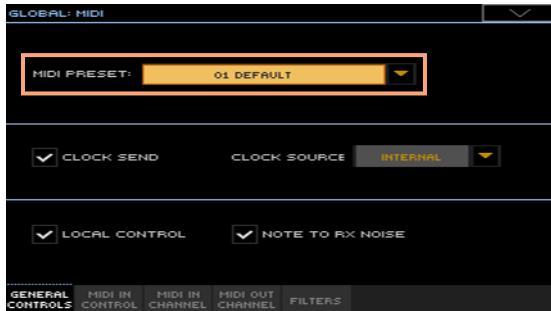 GLOBAL: MIDI
MIDI PRESET: 01 DEFAULT
CLOCK SEND CLOCK SOURCE INTERNAL
LOCAL CONTROL NOTE TO RX NOISE
GENERAL CONTROLS MIDI IN CONTROL MIDI IN CHANNEL MIDI OUT CHANNEL FILTERS